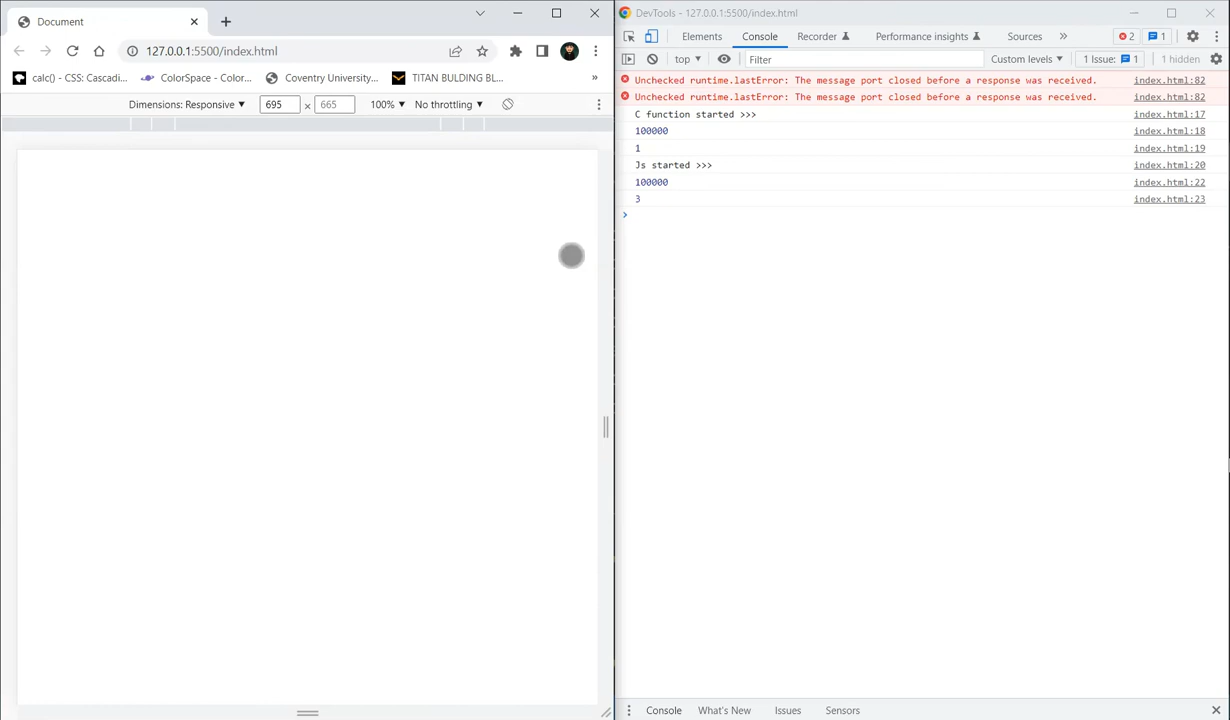 Document
127.0.0.1:5500/index.html
calc() - CSS: Cascadi...
ColorSpace - Color...
Coventry University...
TITAN BULDING BL...
»
Dimensions: Responsive
695 × 665
100%
No throttling
DevTools - 127.0.0.1:5500/index.html
Elements
Console
Recorder
Performance insights
Sources
»
2
1
top
Filter
Custom levels
1 Issue: 1
1 hidden
Unchecked runtime.lastError: The message port closed before a response was received. index.html:82
Unchecked runtime.lastError: The message port closed before a response was received. index.html:82
C function started >>> index.html:17
100000 index.html:18
1 index.html:19
Js started >>> index.html:20
100000 index.html:22
3 index.html:23
Console
What's New
Issues
Sensors